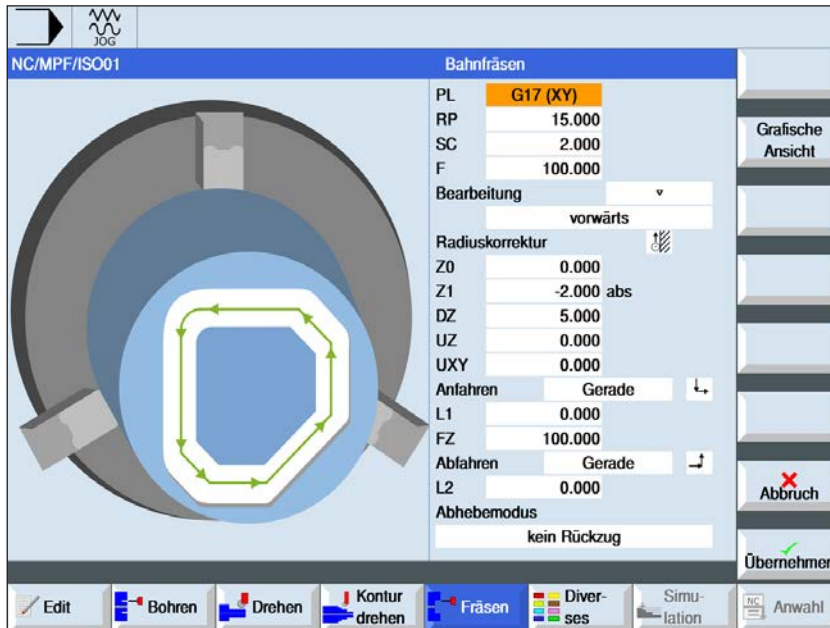 JOG
NC/MPF/ISO01
Bahnfräsen
PL G17 (XY)
RP 15.000
SC 2.000
F 100.000
Bearbeitung ▿
vorwärts
Radiuskorrektur
Z0 0.000
Z1 -2.000 abs
DZ 5.000
UZ 0.000
UXY 0.000
Anfahren Gerade
L1 0.000
FZ 100.000
Abfahren Gerade
L2 0.000
Abhebemodus
kein Rückzug
Grafische
Ansicht
Abbruch
Übernehmen
Edit
Bohren
Drehen
Kontur
drehen
Fräsen
Diver-
ses
Simu-
lation
NC
Anwahl